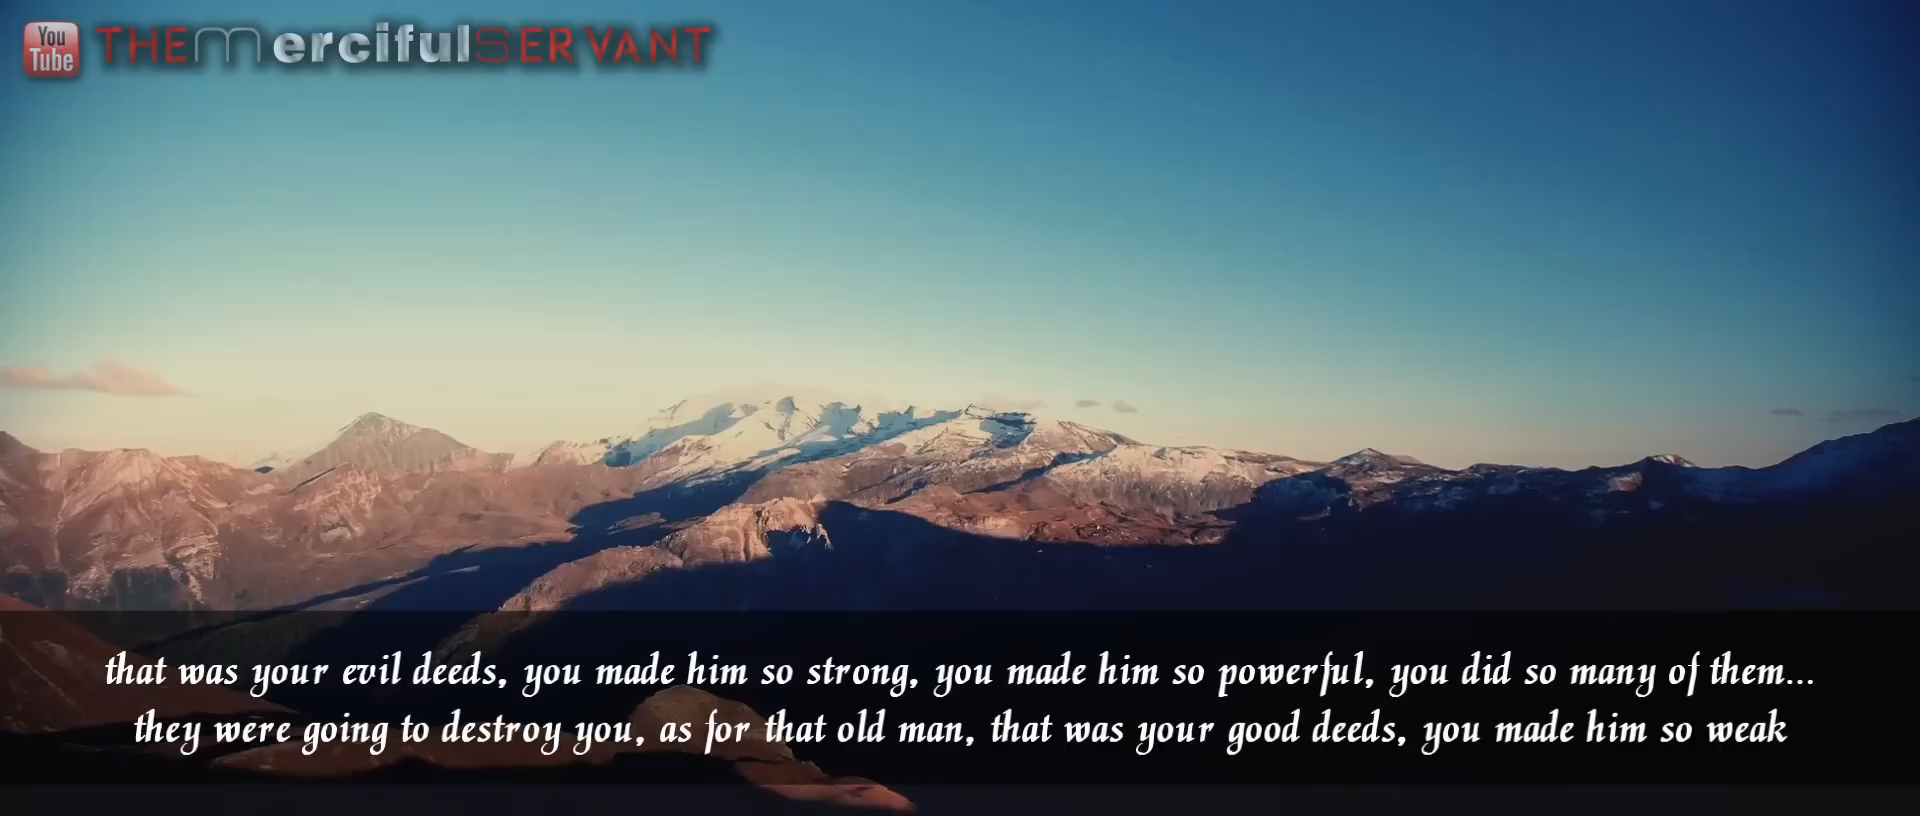 You Tube THEmercifulSERVANT
that was your evil deeds, you made him so strong, you made him so powerful, you did so many of them...
they were going to destroy you, as for that old man, that was your good deeds, you made him so weak